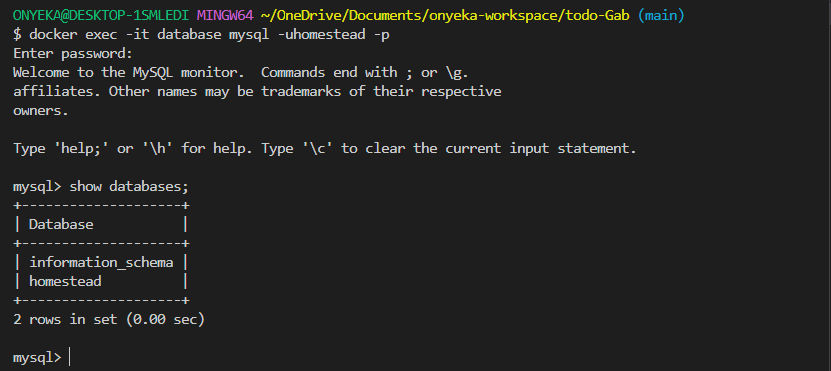 ONYEKA@DESKTOP-1SMLEDI MINGW64 ~/OneDrive/Documents/onyeka-workspace/todo-Gab (main)
$ docker exec -it database mysql -uhomestead -p
Enter password:
Welcome to the MySQL monitor.  Commands end with ; or \g.
affiliates. Other names may be trademarks of their respective
owners.

Type 'help;' or '\h' for help. Type '\c' to clear the current input statement.

mysql> show databases;
+--------------------+
| Database           |
+--------------------+
| information_schema |
| homestead          |
+--------------------+
2 rows in set (0.00 sec)

mysql>